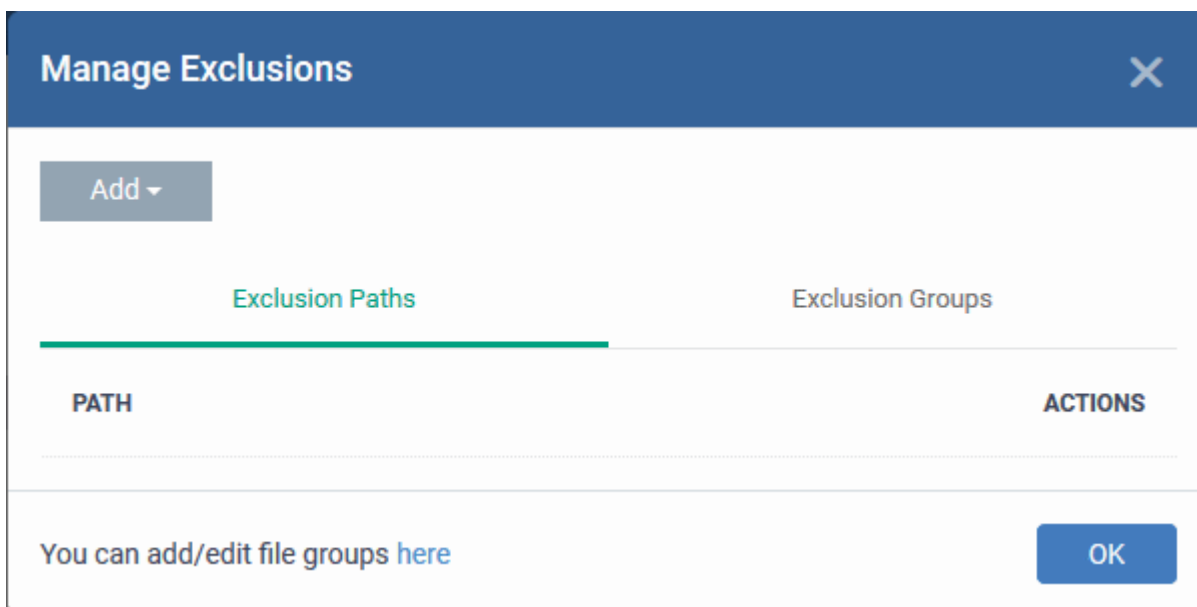 Manage Exclusions
Add
Exclusion Paths Exclusion Groups
PATH ACTIONS
You can add/edit file groups here OK